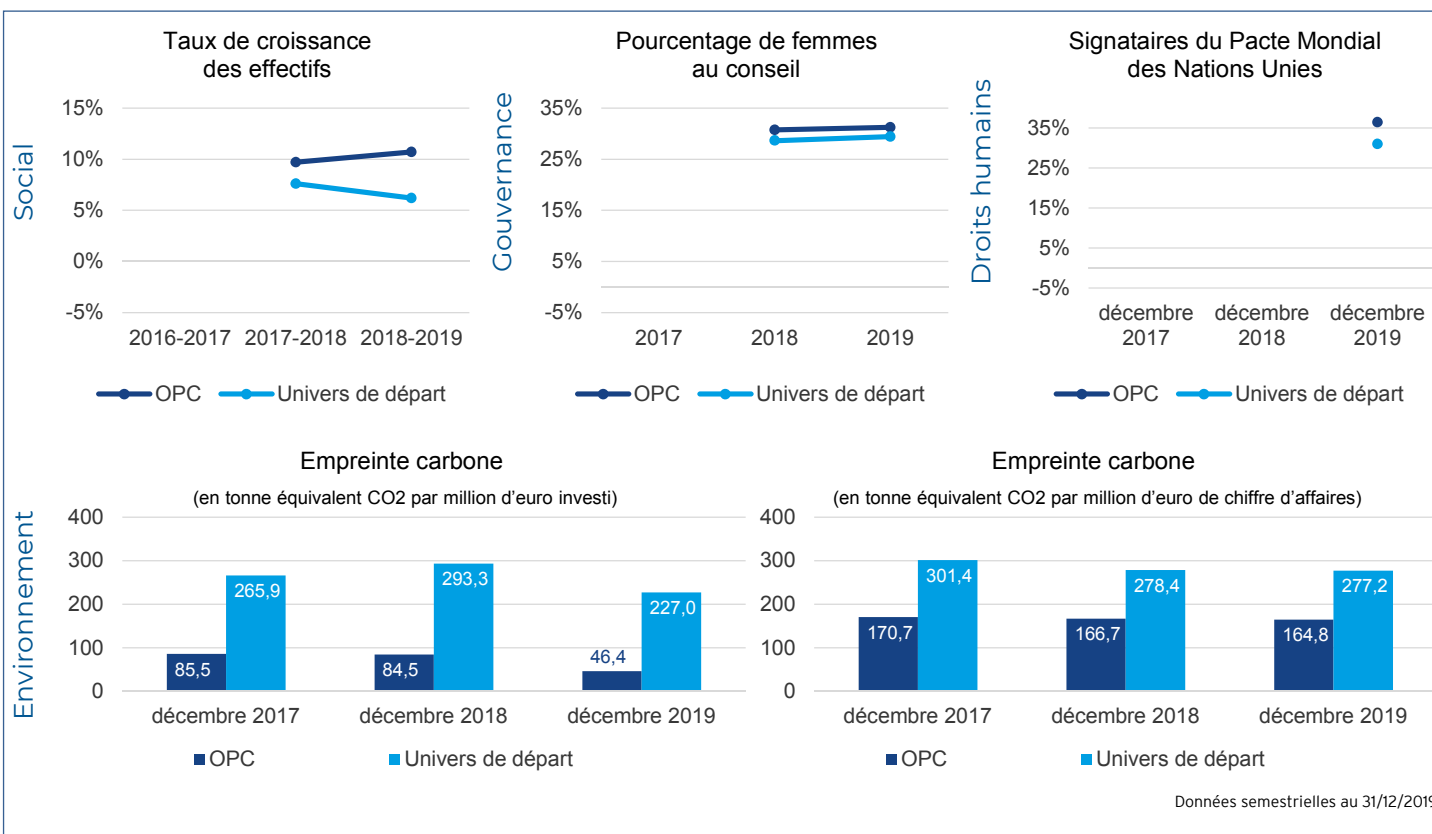 Taux de croissance
des effectifs
Social
15%
10%
5%
0%
-5%
2016-2017 2017-2018 2018-2019
OPC Univers de départ
Pourcentage de femmes
au conseil
Gouvernance
35%
25%
15%
5%
-5%
2017 2018 2019
OPC Univers de départ
Signataires du Pacte Mondial
des Nations Unies
Droits humains
35%
25%
15%
5%
-5%
décembre décembre décembre
2017 2018 2019
OPC Univers de départ
Environnement
Empreinte carbone
(en tonne équivalent CO2 par million d'euro investi)
400
300
200
100
0
85,5 265,9 84,5 293,3 46,4 227,0
décembre 2017 décembre 2018 décembre 2019
OPC Univers de départ
Empreinte carbone
(en tonne équivalent CO2 par million d'euro de chiffre d'affaires)
400
300
200
100
0
170,7 301,4 166,7 278,4 164,8 277,2
décembre 2017 décembre 2018 décembre 2019
OPC Univers de départ
Données semestrielles au 31/12/2019